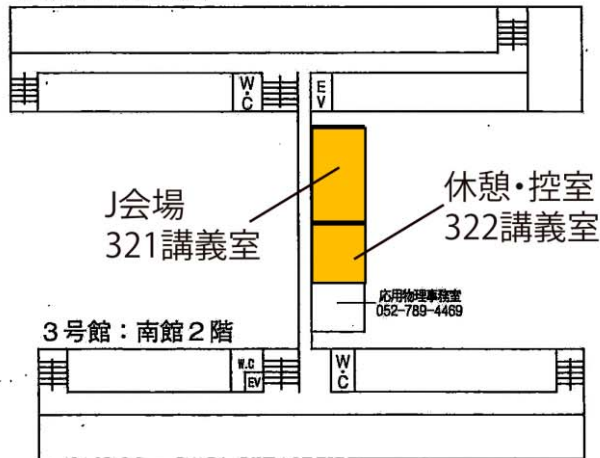 W·C
EV
J会場
321講義室
休憩・控室
322講義室
応用物理事務室
052-789-4469
3号館：南館2階
W.C
EV
W·C